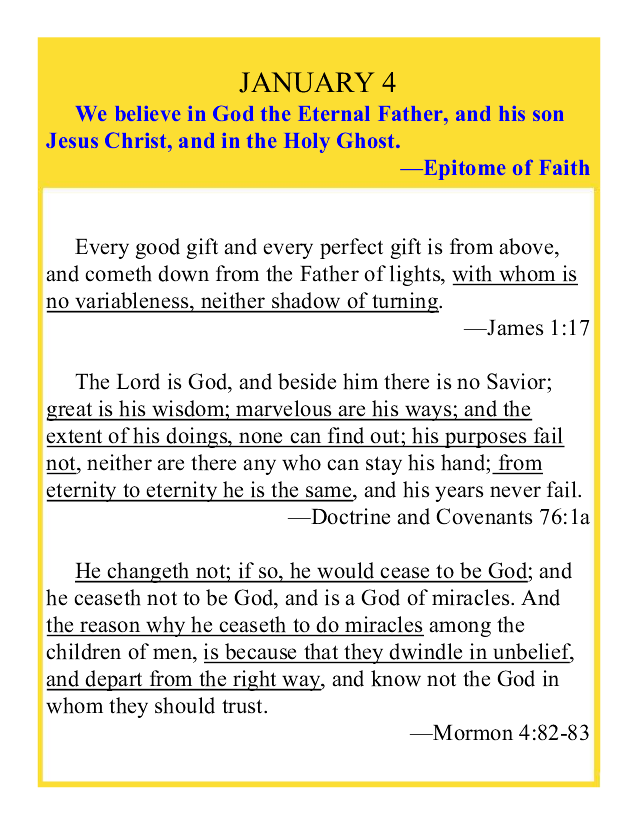 JANUARY 4
We believe in God the Eternal Father, and his son
Jesus Christ, and in the Holy Ghost.
—Epitome of Faith
Every good gift and every perfect gift is from above,
and cometh down from the Father of lights, with whom is
no variableness, neither shadow of turning.
—James 1:17
The Lord is God, and beside him there is no Savior;
great is his wisdom; marvelous are his ways; and the
extent of his doings, none can find out; his purposes fail
not, neither are there any who can stay his hand; from
eternity to eternity he is the same, and his years never fail.
—Doctrine and Covenants 76:1a
He changeth not; if so, he would cease to be God; and
he ceaseth not to be God, and is a God of miracles. And
the reason why he ceaseth to do miracles among the
children of men, is because that they dwindle in unbelief,
and depart from the right way, and know not the God in
whom they should trust.
—Mormon 4:82-83